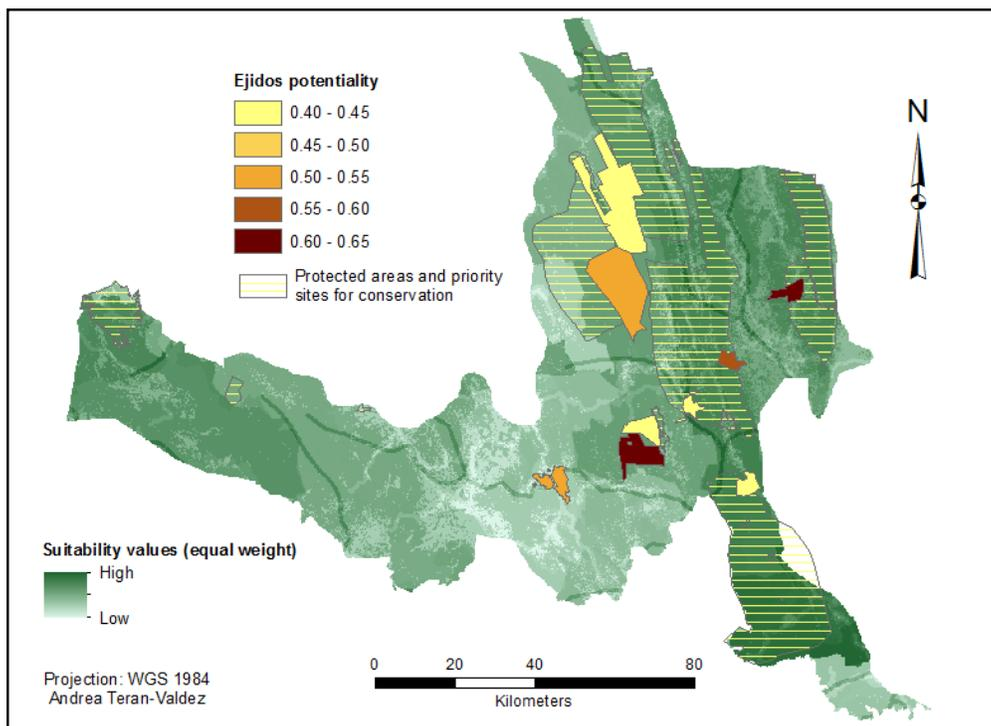 Ejidos potentiality
0.40 - 0.45
0.45 - 0.50
0.50 - 0.55
0.55 - 0.60
0.60 - 0.65
Protected areas and priority
sites for conservation
N
Suitability values (equal weight)
High
Low
Projection: WGS 1984
Andrea Teran-Valdez
0 20 40 80
Kilometers